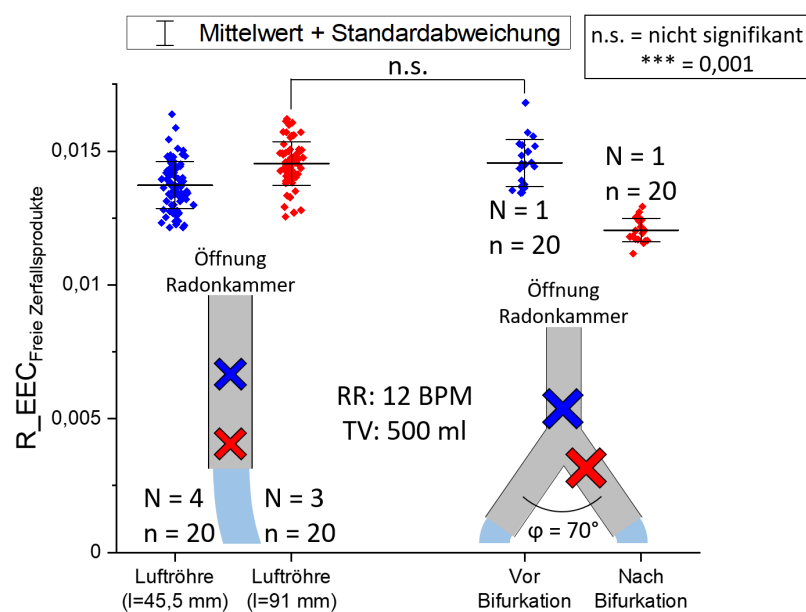 Mittelwert + Standardabweichung
n.s. = nicht signifikant
*** = 0,001
n.s.
0,015
0,01
0,005
0
R_EEC Freie Zerfallsprodukte
N = 1
n = 20
N = 1
n = 20
Öffnung
Radonkammer
Öffnung
Radonkammer
RR: 12 BPM
TV: 500 ml
N = 4
n = 20
N = 3
n = 20
φ = 70°
Luftröhre
(l=45,5 mm)
Luftröhre
(l=91 mm)
Vor
Bifurkation
Nach
Bifurkation